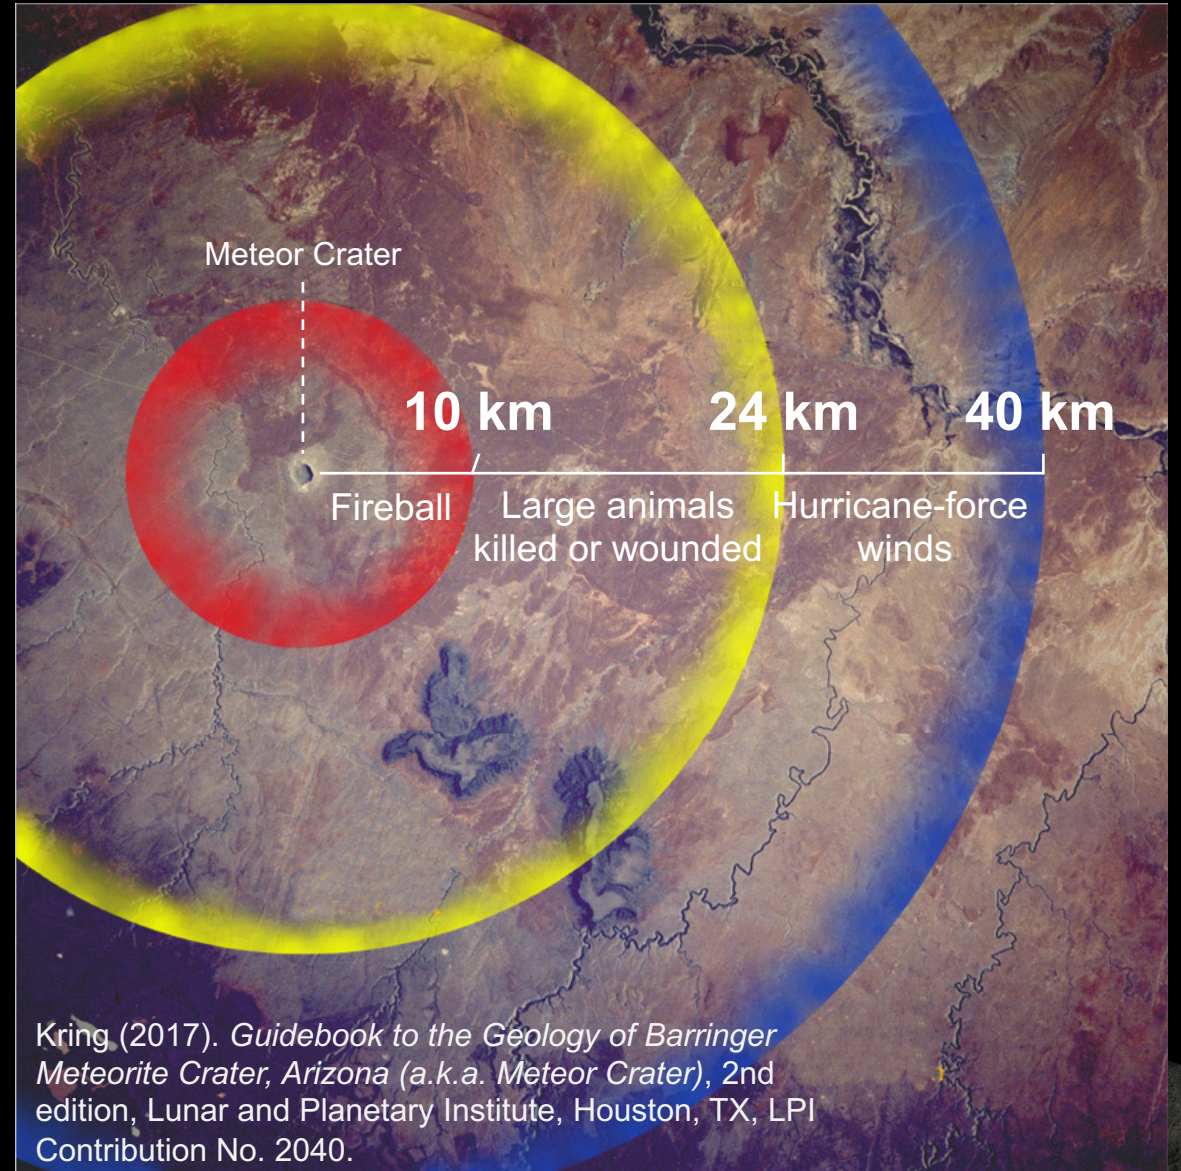 Meteor Crater
10 km
24 km
40 km
Fireball
Large animals
killed or wounded
Hurricane-force
winds
Kring (2017). Guidebook to the Geology of Barringer
Meteorite Crater, Arizona (a.k.a. Meteor Crater), 2nd
edition, Lunar and Planetary Institute, Houston, TX, LPI
Contribution No. 2040.